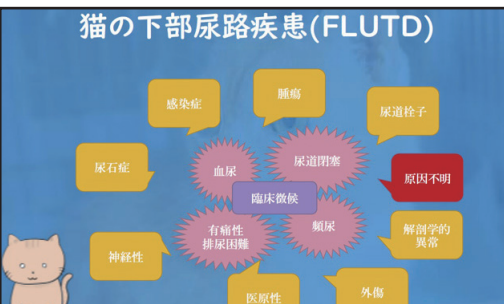 猫の下部尿路疾患(FLUTD)
腫瘍
感染症
尿道栓子
尿石症
血尿
尿道閉塞
原因不明
臨床徴候
有痛性
排尿困難
頻尿
解剖学的
異常
神経性
医原性
外傷